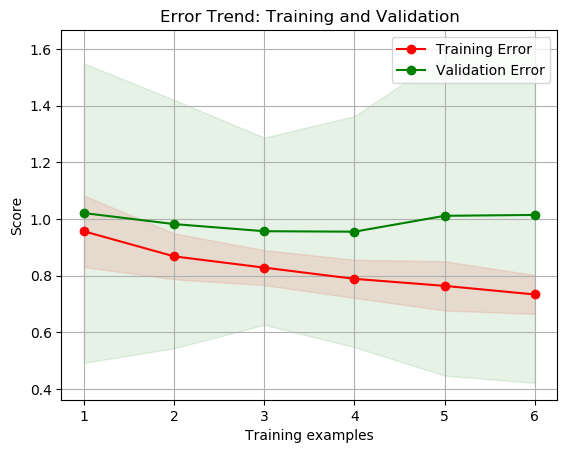 Error Trend: Training and Validation
Training Error
Validation Error
Score
1.6
1.4
1.2
1.0
0.8
0.6
0.4
1 2 3 4 5 6
Training examples